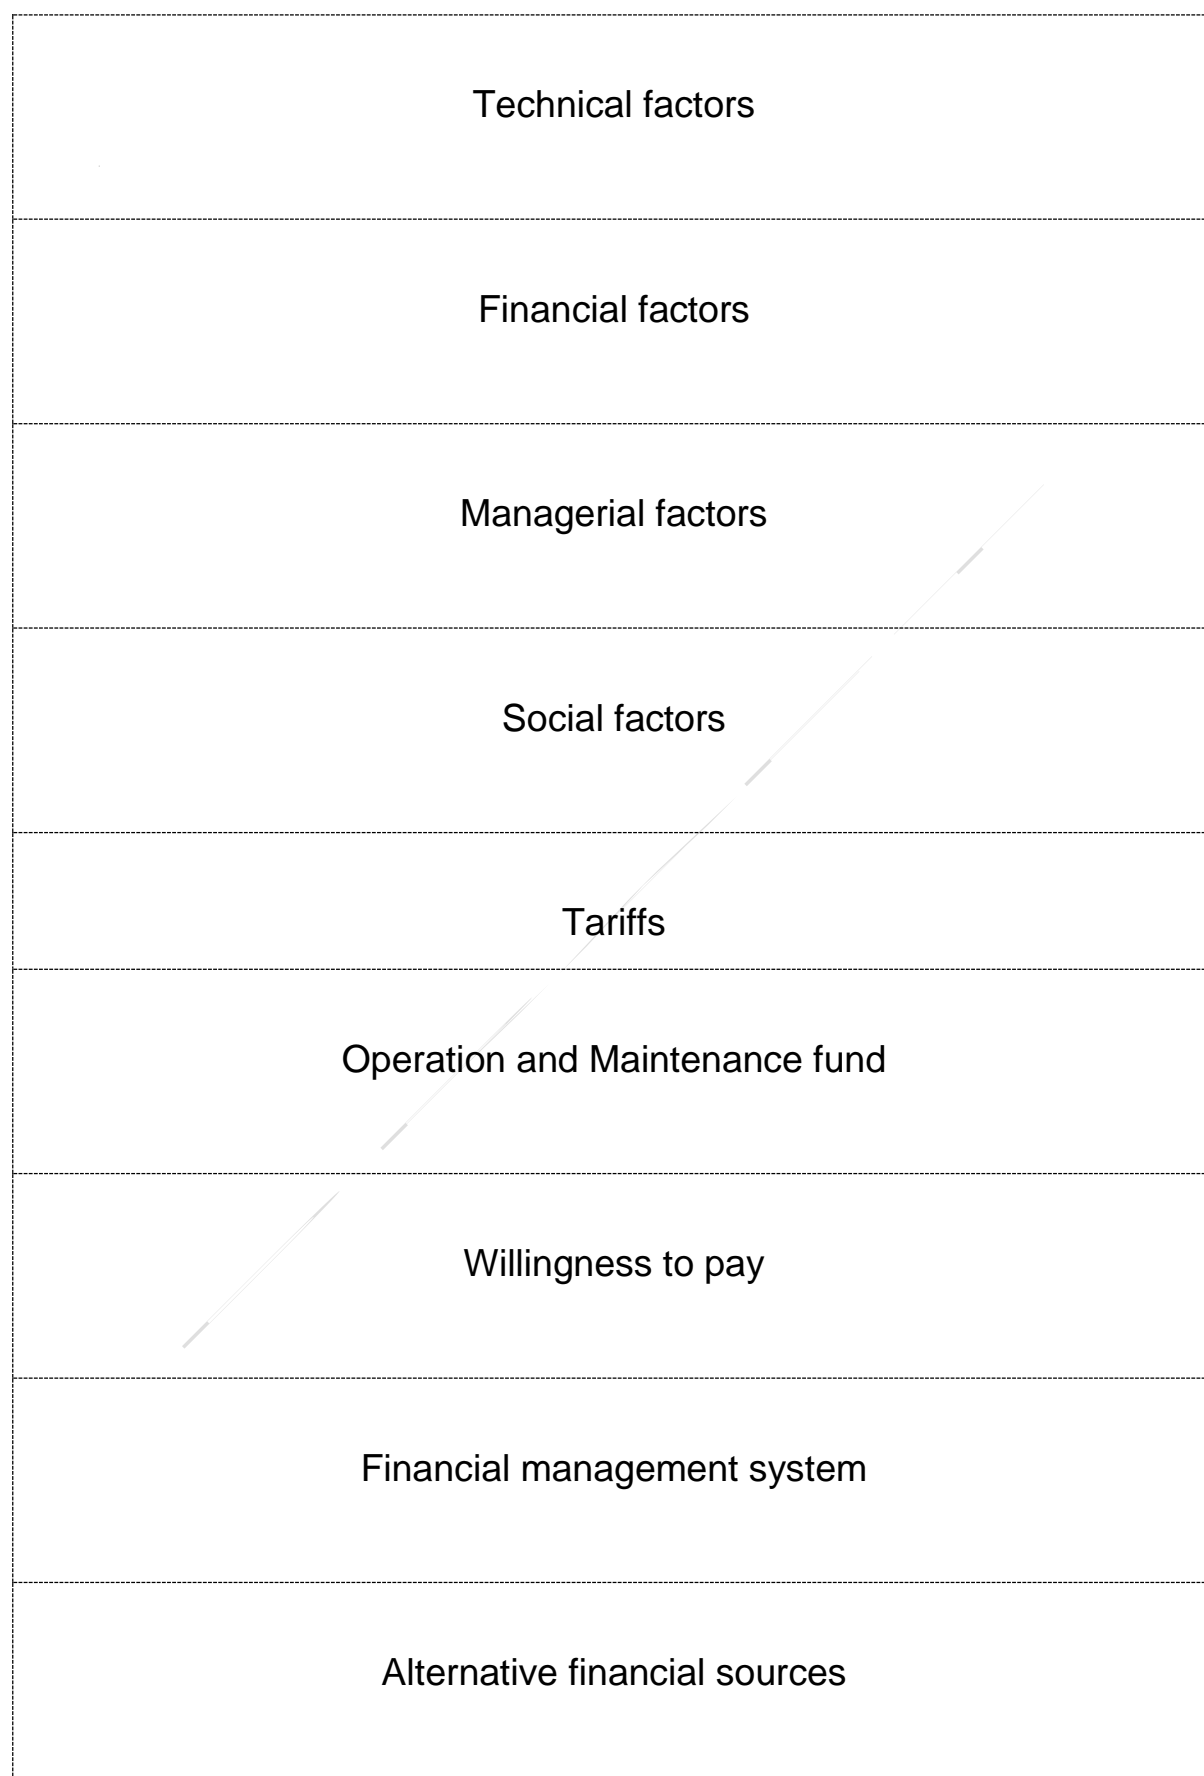 Technical factors
Financial factors
Managerial factors
Social factors
Tariffs
Operation and Maintenance fund
Willingness to pay
Financial management system
Alternative financial sources